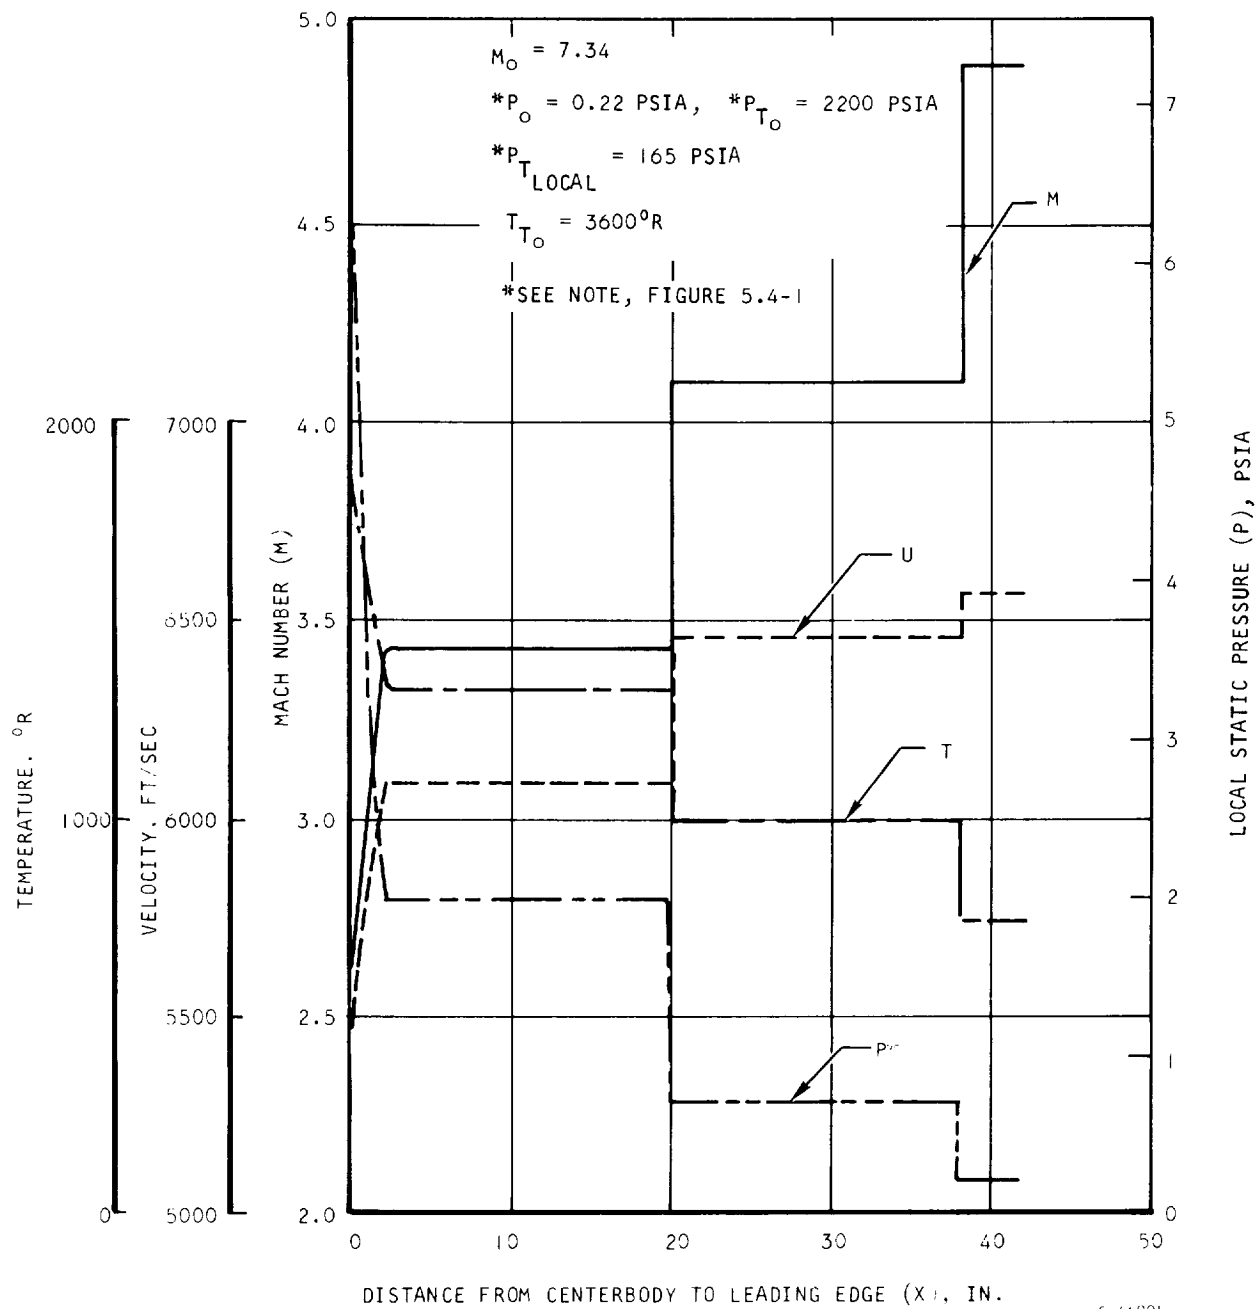 M₀ = 7.34
*P₀ = 0.22 PSIA, *P_T₀ = 2200 PSIA
*P_T_LOCAL = 165 PSIA
T_T₀ = 3600°R
*SEE NOTE, FIGURE 5.4-1
M
U
T
P*
TEMPERATURE. °R
2000
1000
0
VELOCITY, FT/SEC
7000
6500
6000
5500
5000
MACH NUMBER (M)
5.0
4.5
4.0
3.5
3.0
2.5
2.0
LOCAL STATIC PRESSURE (P), PSIA
7
6
5
4
3
2
1
0
0 10 20 30 40 50
DISTANCE FROM CENTERBODY TO LEADING EDGE (X), IN.